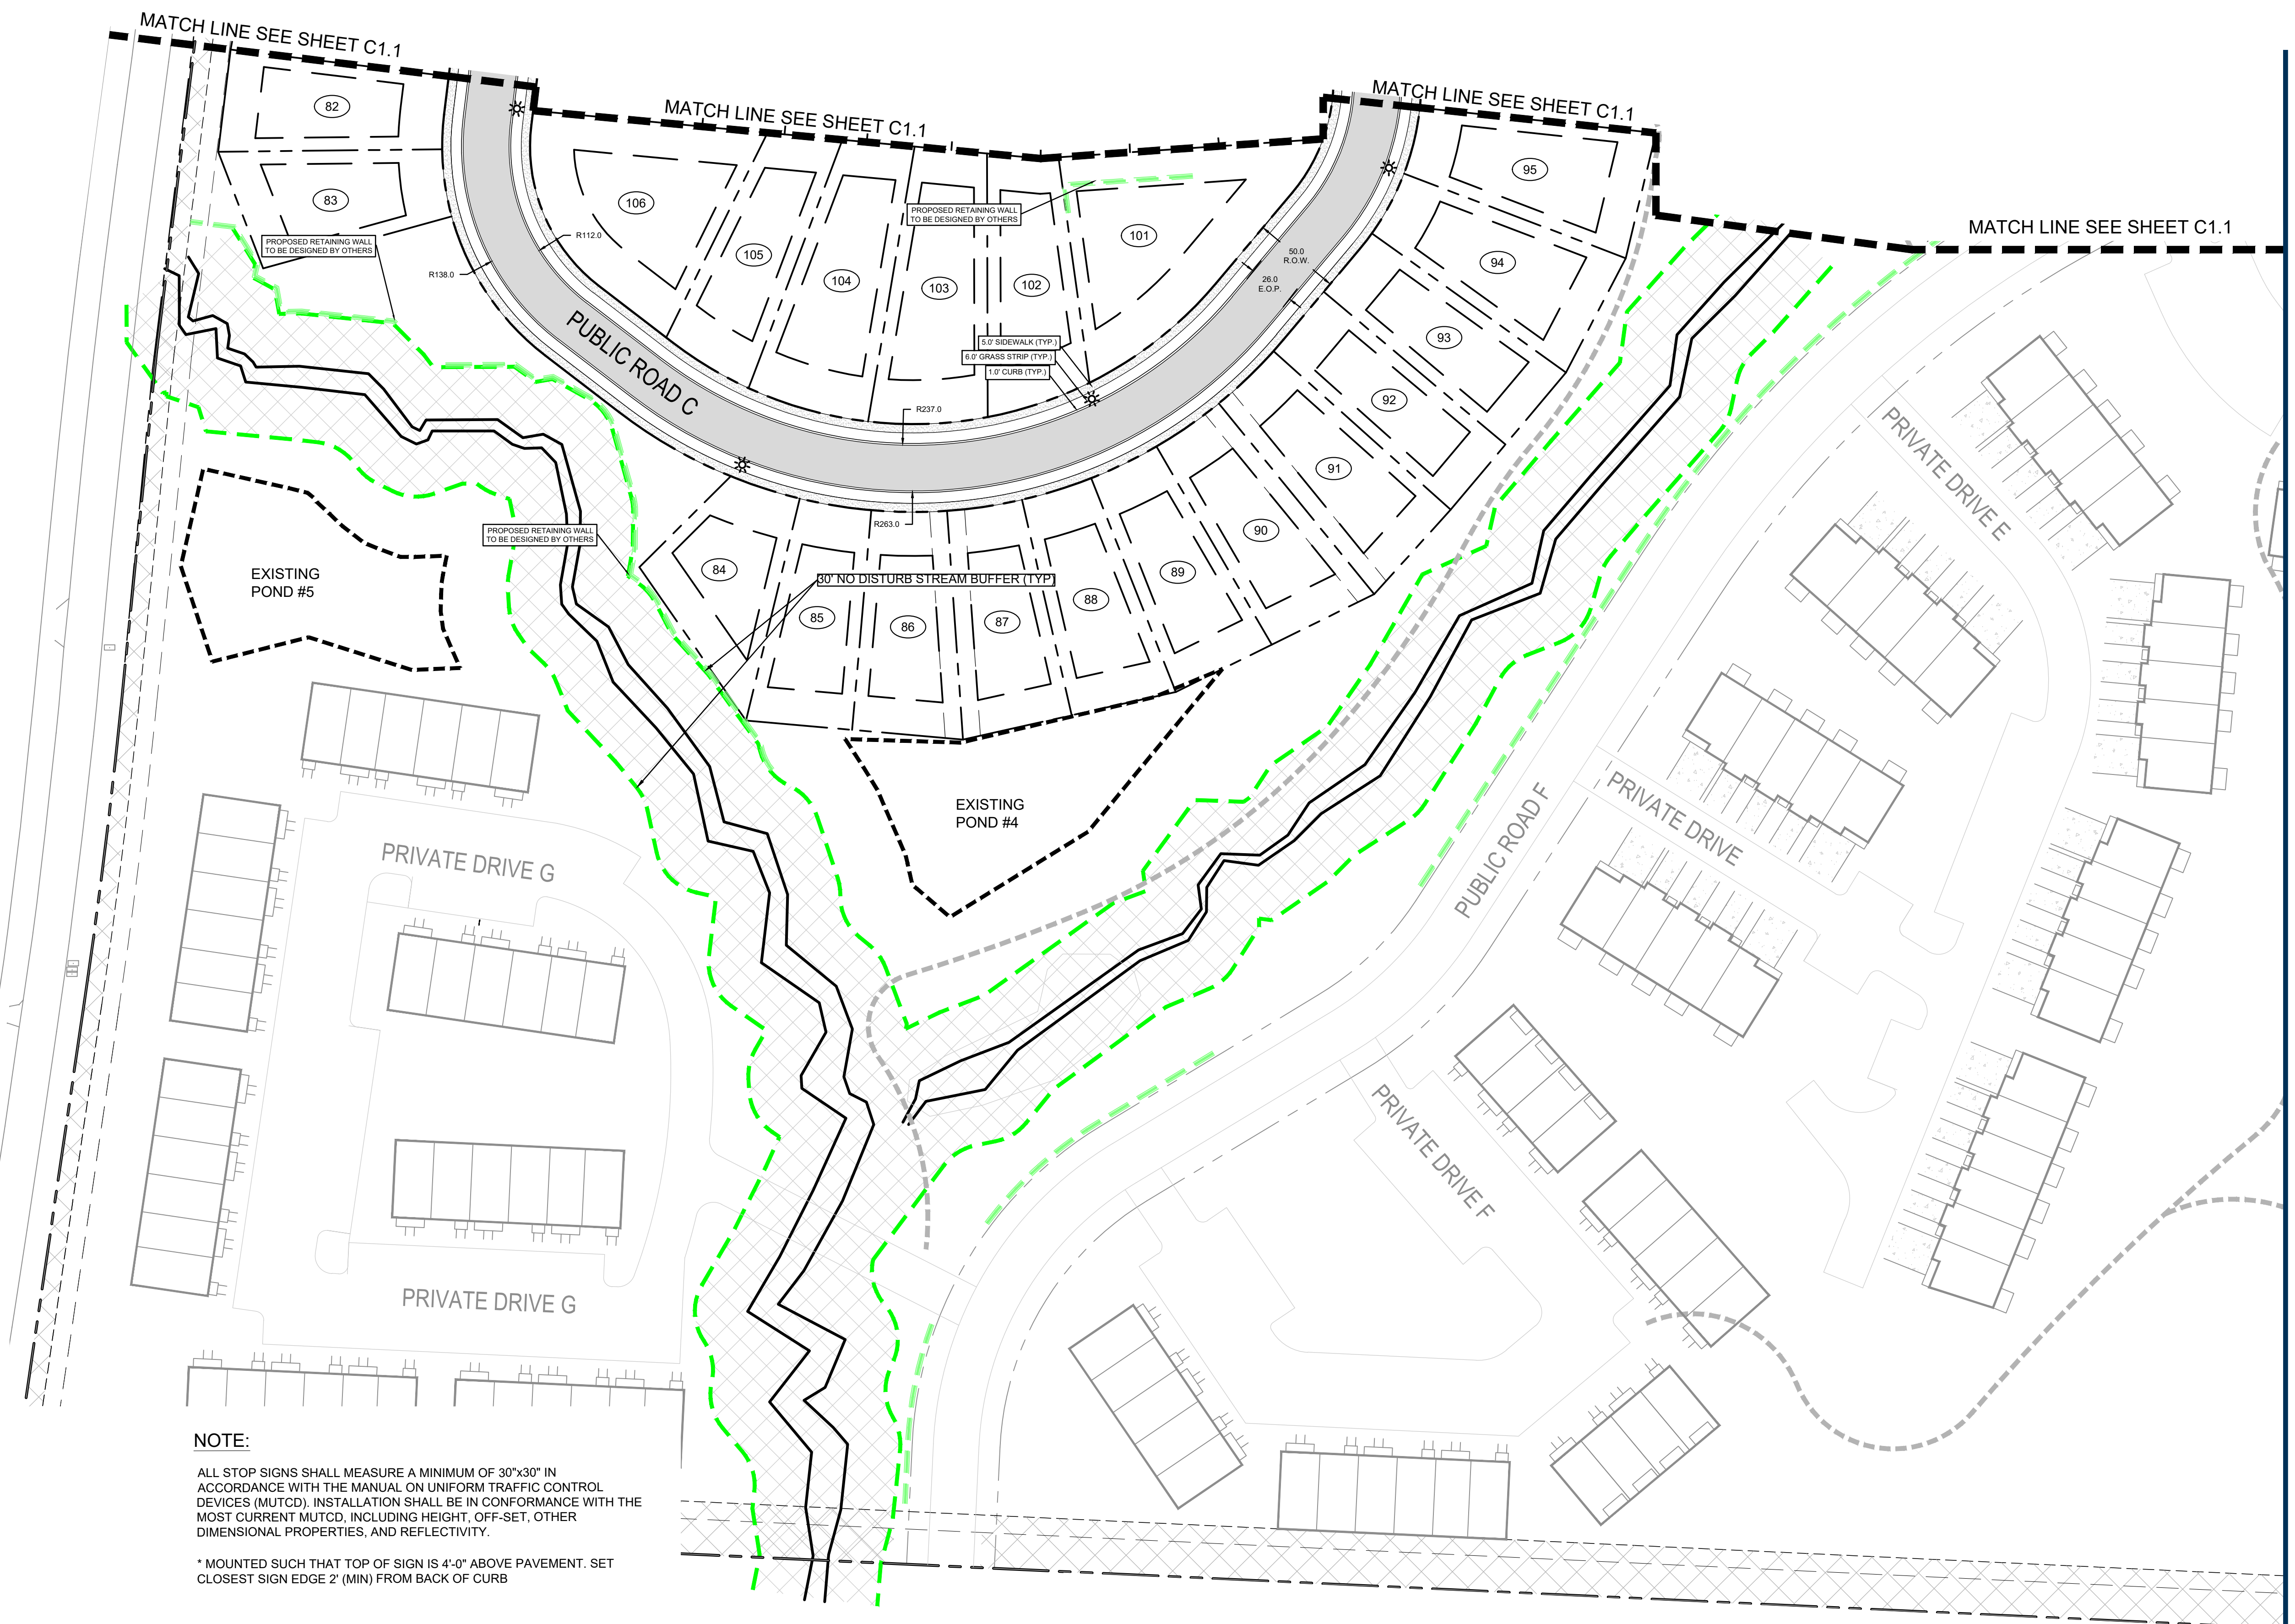 MATCH LINE SEE SHEET C1.1
MATCH LINE SEE SHEET C1.1
MATCH LINE SEE SHEET C1.1
MATCH LINE SEE SHEET C1.1
82
83
106
105
104
103
102
101
95
94
93
92
91
90
89
88
87
86
85
84
PROPOSED RETAINING WALL
TO BE DESIGNED BY OTHERS
PROPOSED RETAINING WALL
TO BE DESIGNED BY OTHERS
R112.0
R138.0
50.0
R.O.W.
26.0
E.O.P.
PUBLIC ROAD C
5.0' SIDEWALK (TYP.)
6.0' GRASS STRIP (TYP.)
1.0' CURB (TYP.)
R237.0
R263.0
PROPOSED RETAINING WALL
TO BE DESIGNED BY OTHERS
30' NO DISTURB STREAM BUFFER (TYP)
EXISTING
POND #5
EXISTING
POND #4
PRIVATE DRIVE E
PRIVATE DRIVE
PUBLIC ROAD F
PRIVATE DRIVE G
PRIVATE DRIVE F
PRIVATE DRIVE G
NOTE:
ALL STOP SIGNS SHALL MEASURE A MINIMUM OF 30"x30" IN
ACCORDANCE WITH THE MANUAL ON UNIFORM TRAFFIC CONTROL
DEVICES (MUTCD). INSTALLATION SHALL BE IN CONFORMANCE WITH THE
MOST CURRENT MUTCD, INCLUDING HEIGHT, OFF-SET, OTHER
DIMENSIONAL PROPERTIES, AND REFLECTIVITY.
* MOUNTED SUCH THAT TOP OF SIGN IS 4'-0" ABOVE PAVEMENT. SET
CLOSEST SIGN EDGE 2' (MIN) FROM BACK OF CURB